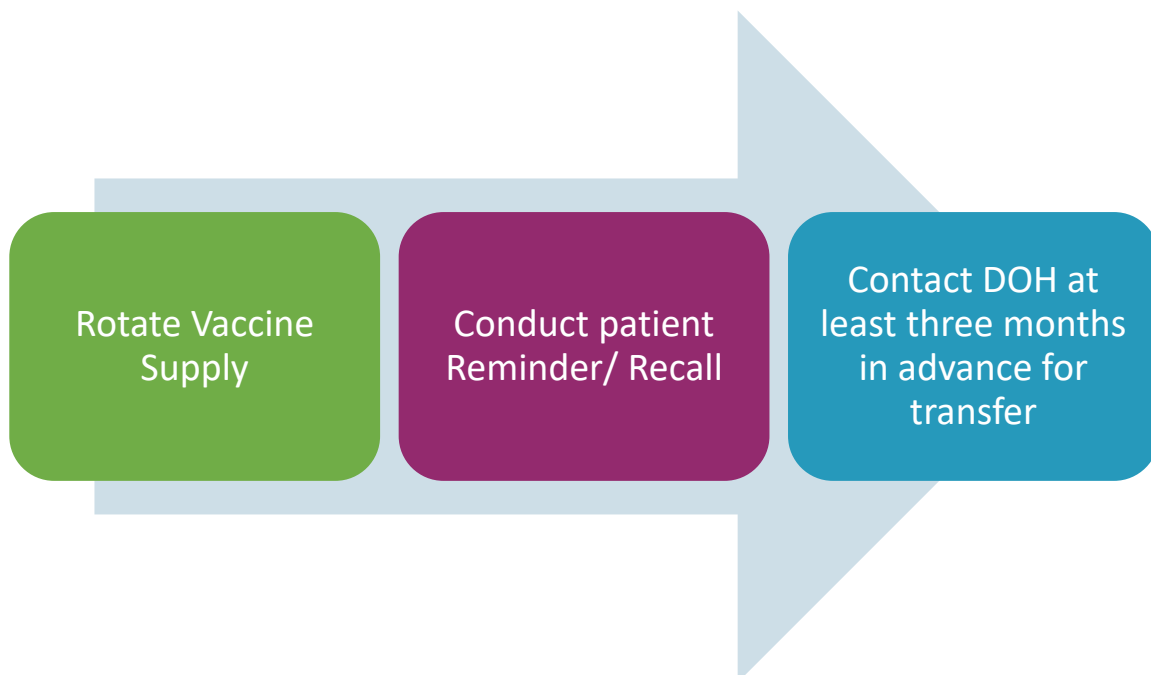 Rotate Vaccine
Supply
Conduct patient
Reminder/ Recall
Contact DOH at
least three months
in advance for
transfer